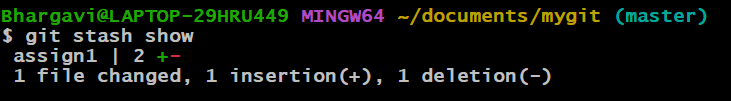 Bhargavi@LAPTOP-29HRU449 MINGW64 ~/documents/mygit (master)
$ git stash show
 assign1 | 2 +-
 1 file changed, 1 insertion(+), 1 deletion(-)